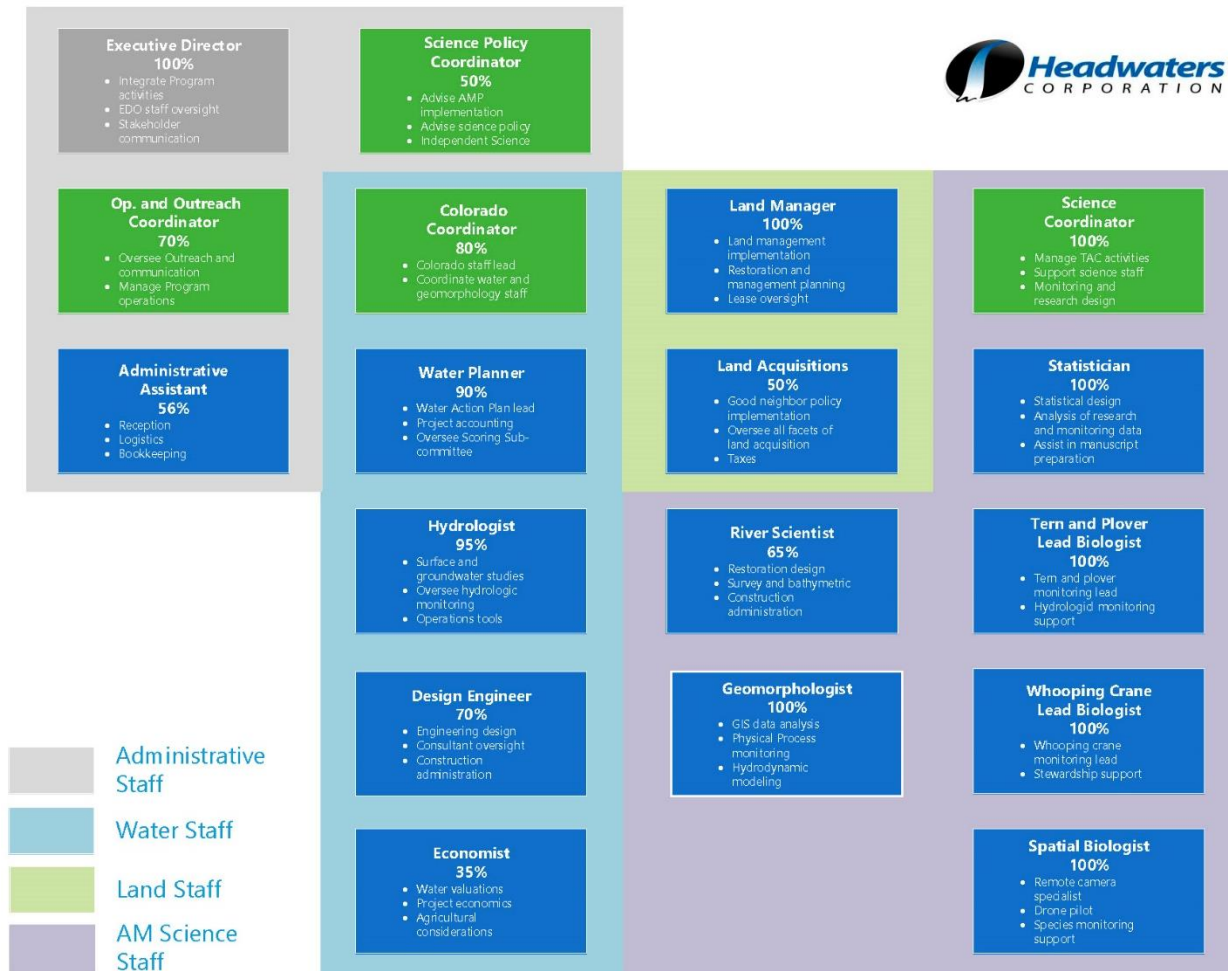 Executive Director
100%
• Integrate Program
activities
• EDO staff oversight
• Stakeholder
communication
Science Policy
Coordinator
50%
• Advise AMP
implementation
• Advise science policy
• Independent Science
Headwaters
CORPORATION
Op. and Outreach
Coordinator
70%
• Oversee Outreach and
communication
• Manage Program
operations
Colorado
Coordinator
80%
• Colorado staff lead
• Coordinate water and
geomorphology staff
Land Manager
100%
• Land management
implementation
• Restoration and
management planning
• Lease oversight
Science
Coordinator
100%
• Manage TAC activities
• Support science staff
• Monitoring and
research design
Administrative
Assistant
56%
• Reception
• Logistics
• Bookkeeping
Water Planner
90%
• Water Action Plan lead
• Project accounting
• Oversee Scoring Sub-
committee
Land Acquisitions
50%
• Good neighbor policy
implementation
• Oversee all facets of
land acquisition
• Taxes
Statistician
100%
• Statistical design
• Analysis of research
and monitoring data
• Assist in manuscript
preparation
Hydrologist
95%
• Surface and
groundwater studies
• Oversee hydrologic
monitoring
• Operations tools
River Scientist
65%
• Restoration design
• Survey and bathymetric
• Construction
administration
Tern and Plover
Lead Biologist
100%
• Tern and plover
monitoring lead
• Hydrologid monitoring
support
Design Engineer
70%
• Engineering design
• Consultant oversight
• Construction
administration
Geomorphologist
100%
• GIS data analysis
• Physical Process
monitoring
• Hydrodynamic
modeling
Whooping Crane
Lead Biologist
100%
• Whooping crane
monitoring lead
• Stewardship support
Economist
35%
• Water valuations
• Project economics
• Agricultural
considerations
Spatial Biologist
100%
• Remote camera
specialist
• Drone pilot
• Species monitoring
support
Administrative
Staff
Water Staff
Land Staff
AM Science
Staff